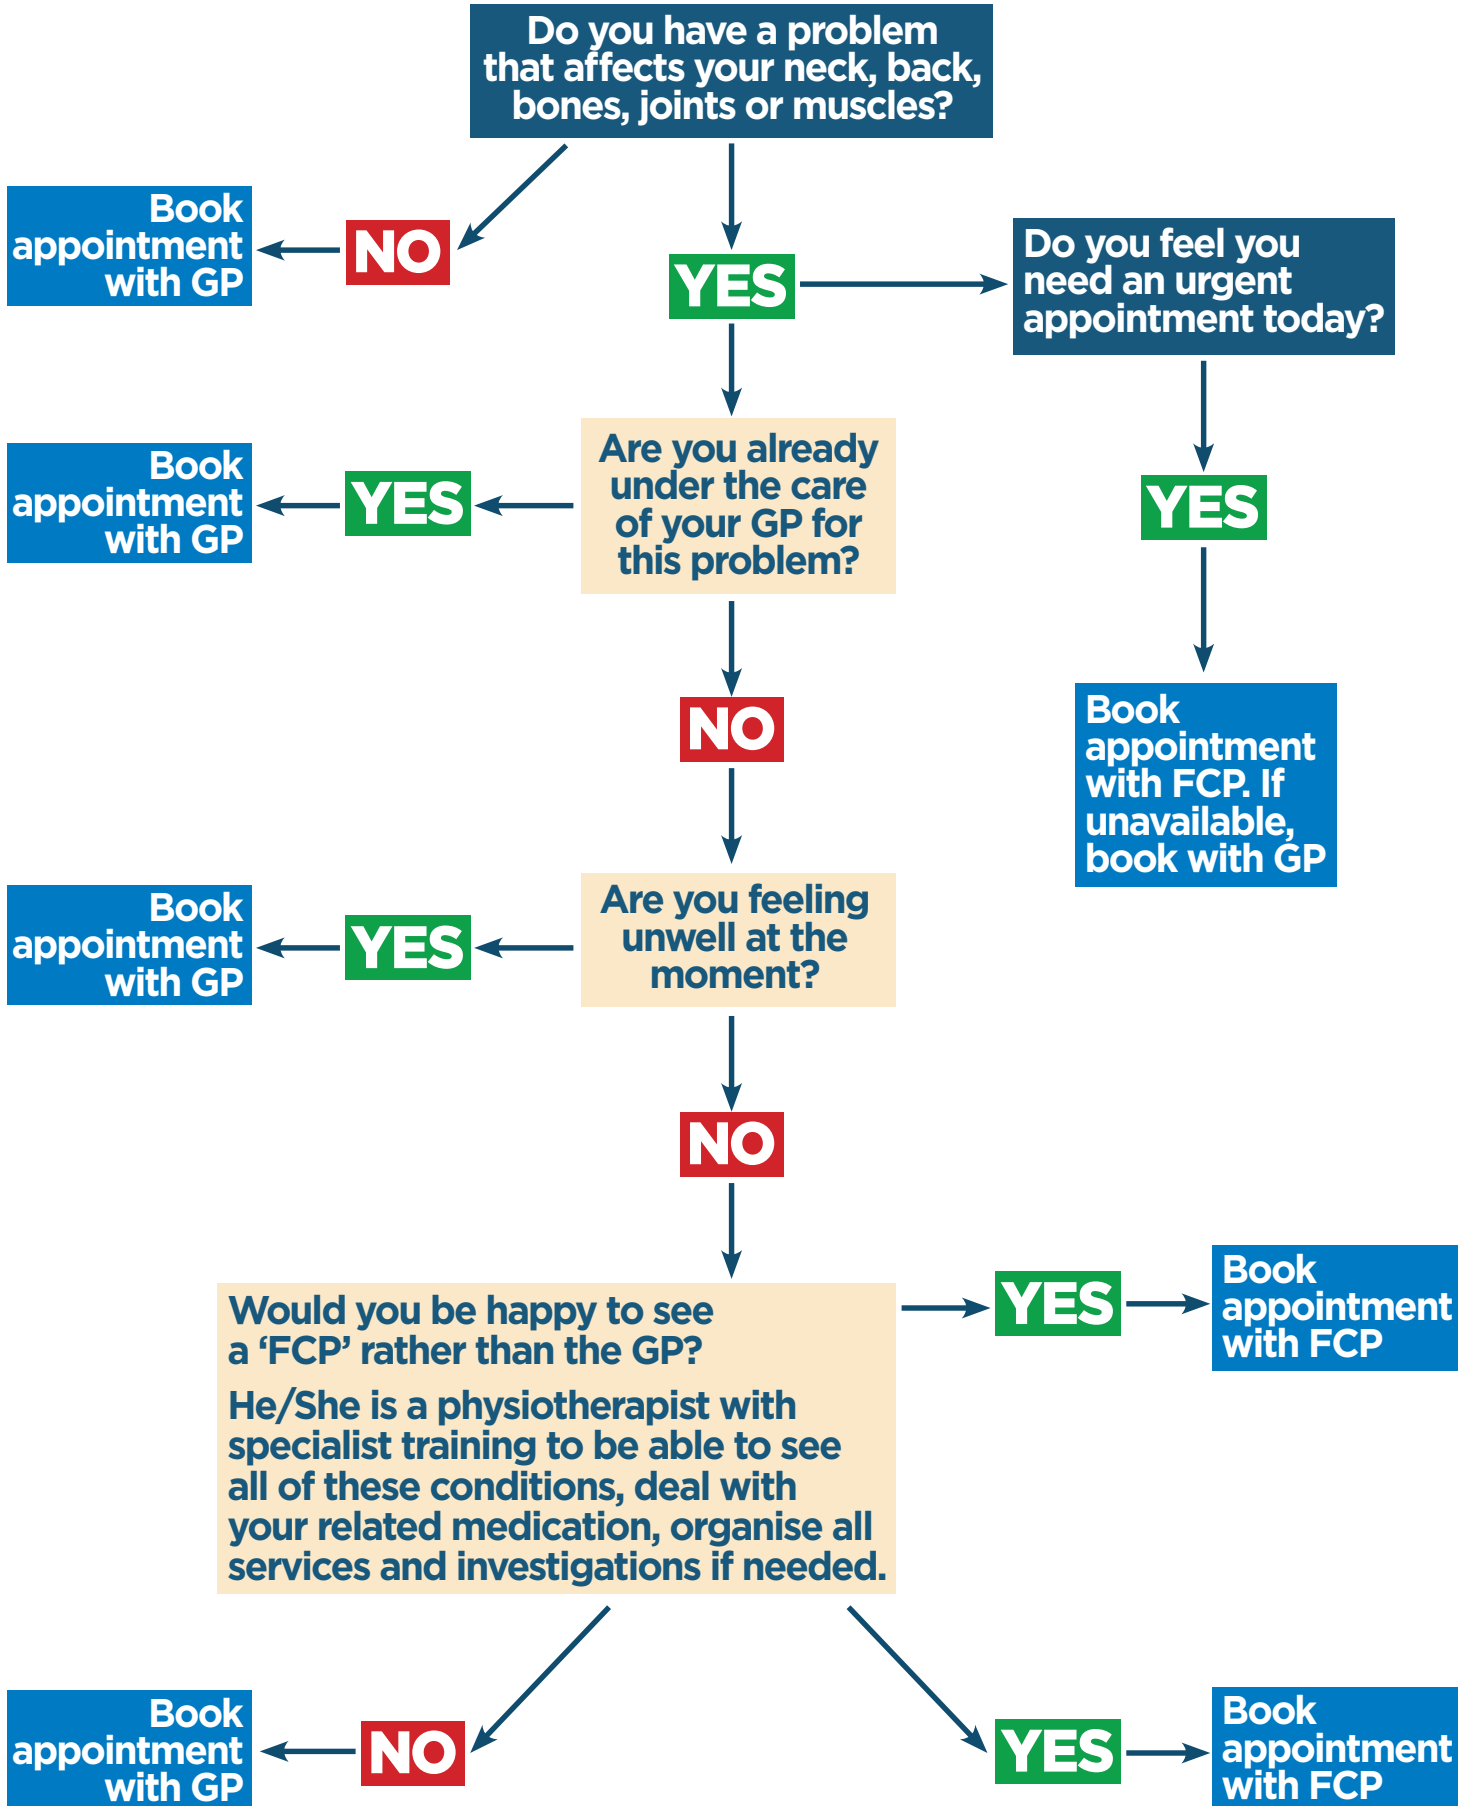 Do you have a problem
that affects your neck, back,
bones, joints or muscles?
Book
appointment
with GP
NO
YES
Do you feel you
need an urgent
appointment today?
Book
appointment
with GP
YES
Are you already
under the care
of your GP for
this problem?
YES
NO
Book
appointment
with FCP. If
unavailable,
book with GP
Book
appointment
with GP
YES
Are you feeling
unwell at the
moment?
NO
Would you be happy to see
a ‘FCP’ rather than the GP?
He/She is a physiotherapist with
specialist training to be able to see
all of these conditions, deal with
your related medication, organise all
services and investigations if needed.
YES
Book
appointment
with FCP
Book
appointment
with GP
NO
YES
Book
appointment
with FCP